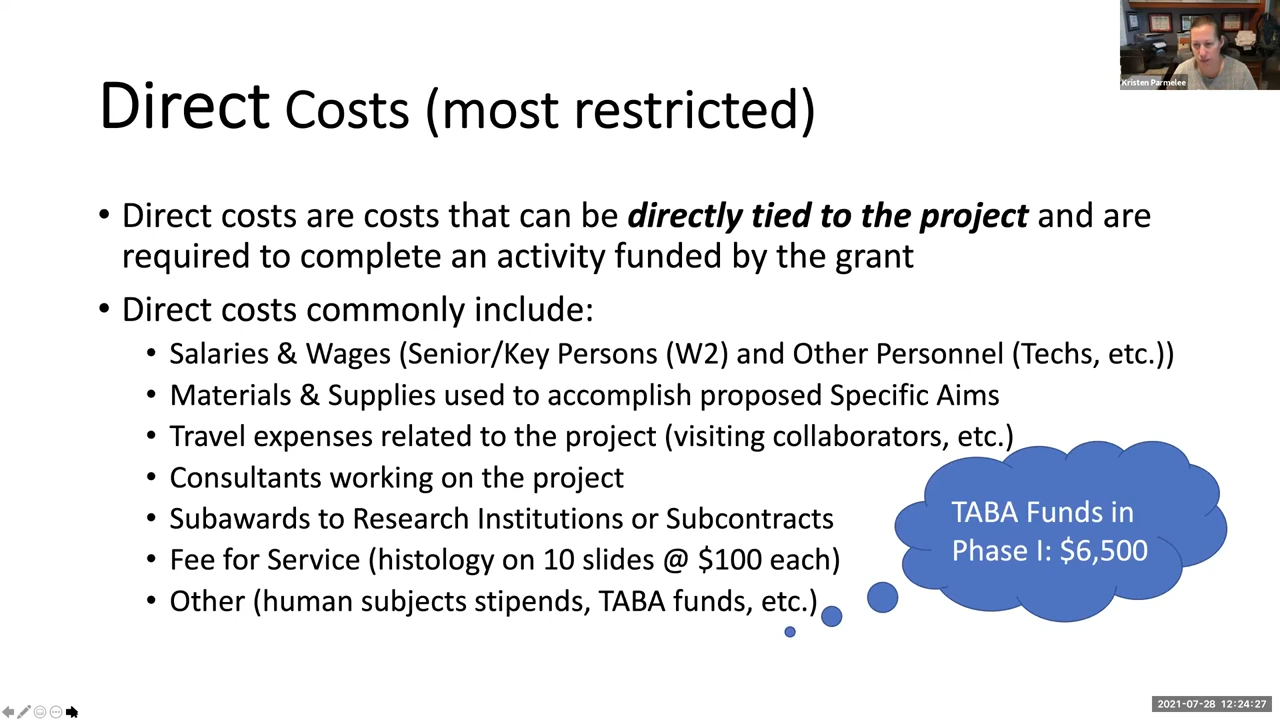 Kristen Parmelee
Direct Costs (most restricted)
• Direct costs are costs that can be directly tied to the project and are
required to complete an activity funded by the grant
• Direct costs commonly include:
• Salaries & Wages (Senior/Key Persons (W2) and Other Personnel (Techs, etc.))
• Materials & Supplies used to accomplish proposed Specific Aims
• Travel expenses related to the project (visiting collaborators, etc.)
• Consultants working on the project
• Subawards to Research Institutions or Subcontracts
• Fee for Service (histology on 10 slides @ $100 each)
• Other (human subjects stipends, TABA funds, etc.)
TABA Funds in
Phase I: $6,500
2021-07-28 12:24:27